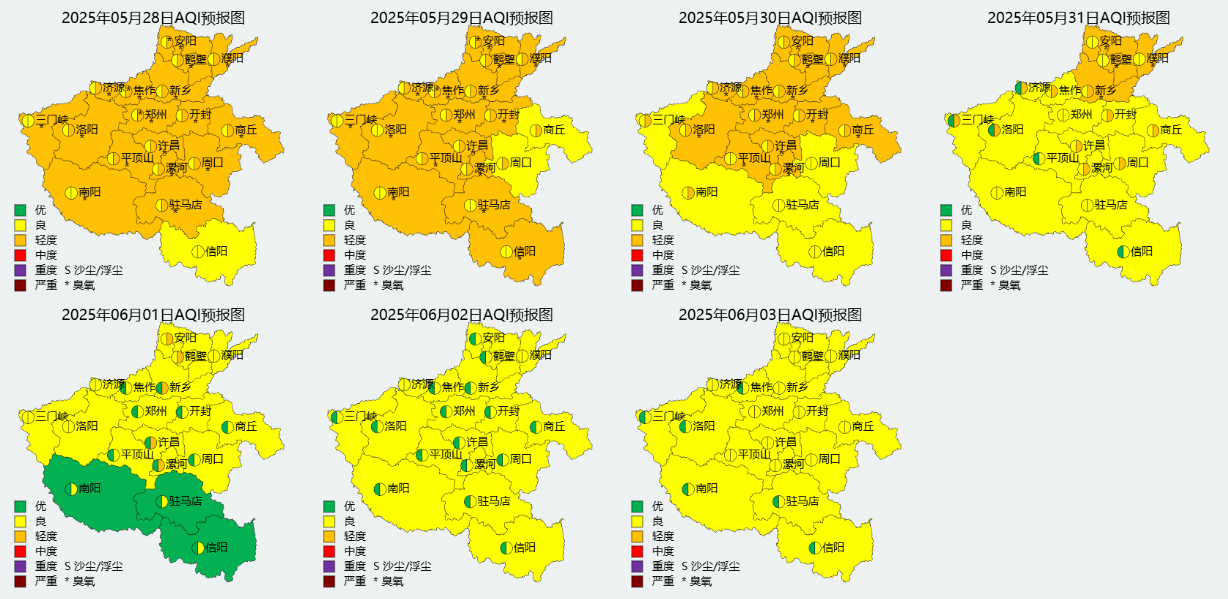 2025年05月28日AQI预报图
安阳
鹤壁
濮阳
济源
焦作
新乡
三门峡
洛阳
郑州
开封
商丘
许昌
平顶山
漯河
周口
南阳
驻马店
信阳
优
良
轻度
中度
重度 S 沙尘/浮尘
严重 * 臭氧
2025年05月29日AQI预报图
安阳
鹤壁
濮阳
济源
焦作
新乡
三门峡
洛阳
郑州
开封
商丘
许昌
平顶山
漯河
周口
南阳
驻马店
信阳
优
良
轻度
中度
重度 S 沙尘/浮尘
严重 * 臭氧
2025年05月30日AQI预报图
安阳
鹤壁
濮阳
济源
焦作
新乡
三门峡
洛阳
郑州
开封
商丘
许昌
平顶山
漯河
周口
南阳
驻马店
信阳
优
良
轻度
中度
重度 S 沙尘/浮尘
严重 * 臭氧
2025年05月31日AQI预报图
安阳
鹤壁
濮阳
济源
焦作
新乡
三门峡
洛阳
郑州
开封
商丘
许昌
平顶山
漯河
周口
南阳
驻马店
信阳
优
良
轻度
中度
重度 S 沙尘/浮尘
严重 * 臭氧
2025年06月01日AQI预报图
安阳
鹤壁
濮阳
济源
焦作
新乡
三门峡
洛阳
郑州
开封
商丘
许昌
平顶山
漯河
周口
南阳
驻马店
信阳
优
良
轻度
中度
重度 S 沙尘/浮尘
严重 * 臭氧
2025年06月02日AQI预报图
安阳
鹤壁
濮阳
济源
焦作
新乡
三门峡
洛阳
郑州
开封
商丘
许昌
平顶山
漯河
周口
南阳
驻马店
信阳
优
良
轻度
中度
重度 S 沙尘/浮尘
严重 * 臭氧
2025年06月03日AQI预报图
安阳
鹤壁
濮阳
济源
焦作
新乡
三门峡
洛阳
郑州
开封
商丘
许昌
平顶山
漯河
周口
南阳
驻马店
信阳
优
良
轻度
中度
重度 S 沙尘/浮尘
严重 * 臭氧